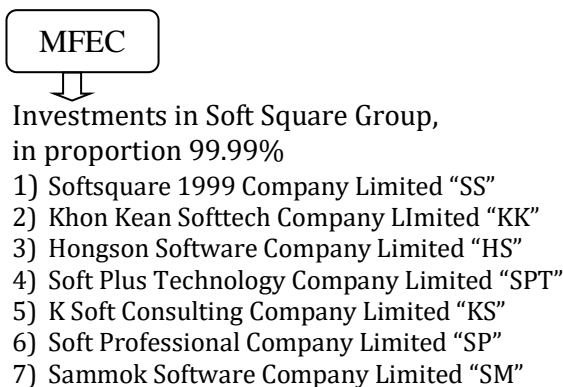 MFEC
Investments in Soft Square Group,
in proportion 99.99%
1) Softsquare 1999 Company Limited “SS”
2) Khon Kean Softtech Company LImited “KK”
3) Hongson Software Company Limited “HS”
4) Soft Plus Technology Company Limited “SPT”
5) K Soft Consulting Company Limited “KS”
6) Soft Professional Company Limited “SP”
7) Sammok Software Company Limited “SM”